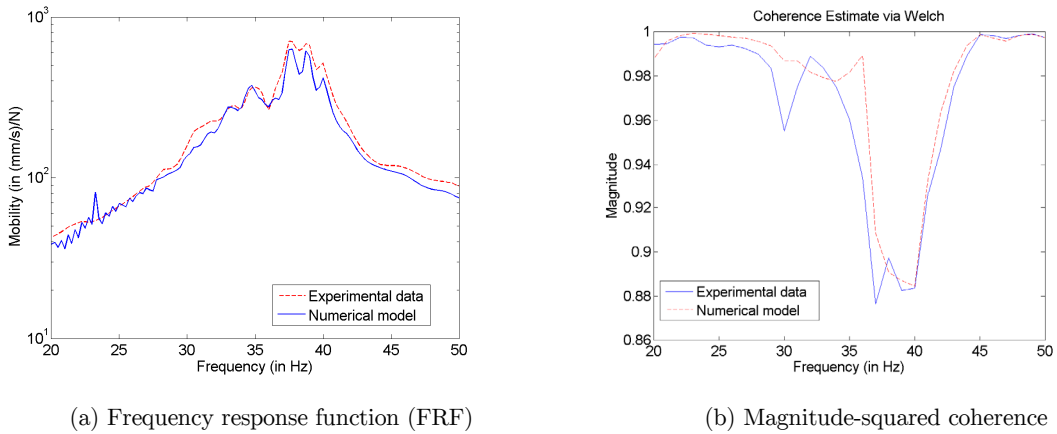 10^3
10^2
10^1
Mobility (in (mm/s)/N)
Experimental data
Numerical model
20 25 30 35 40 45 50
Frequency (in Hz)
(a) Frequency response function (FRF)
Coherence Estimate via Welch
1
0.98
0.96
0.94
0.92
0.9
0.88
0.86
Magnitude
Experimental data
Numerical model
20 25 30 35 40 45 50
Frequency (in Hz)
(b) Magnitude-squared coherence